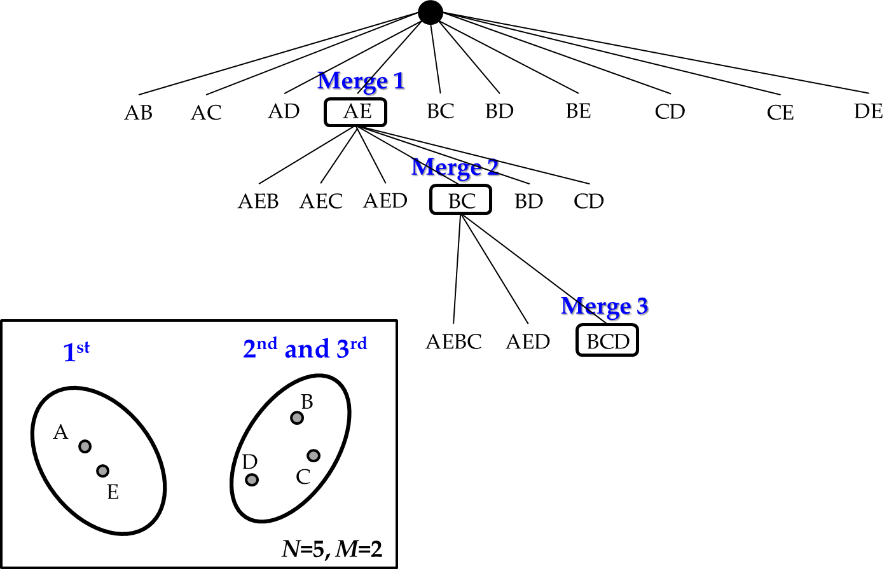 Merge 1
AB AC AD AE BC BD BE CD CE DE
Merge 2
AEB AEC AED BC BD CD
Merge 3
AEBC AED BCD
1st 2nd and 3rd
B
A
D
C
E
N=5, M=2